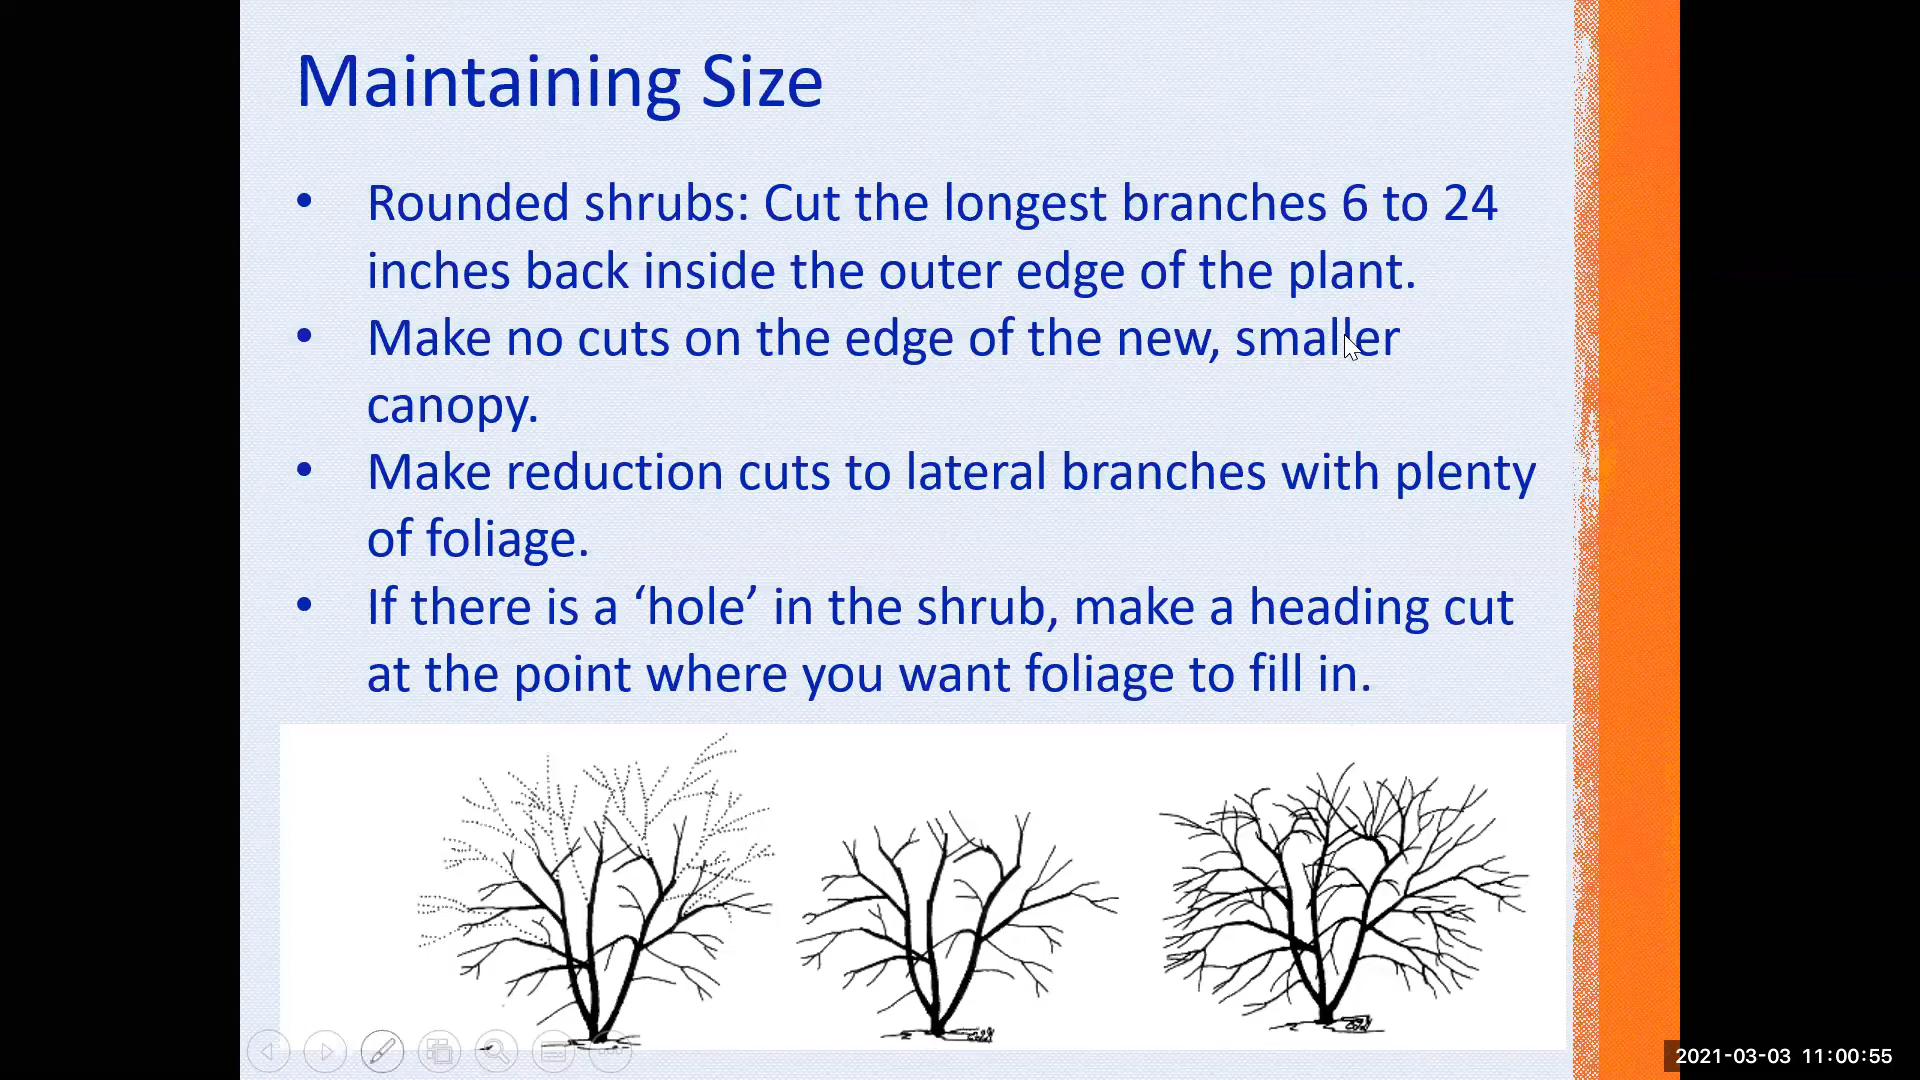 Maintaining Size
• Rounded shrubs: Cut the longest branches 6 to 24
inches back inside the outer edge of the plant.
• Make no cuts on the edge of the new, smaller
canopy.
• Make reduction cuts to lateral branches with plenty
of foliage.
• If there is a ‘hole’ in the shrub, make a heading cut
at the point where you want foliage to fill in.
2021-03-03 11:00:55